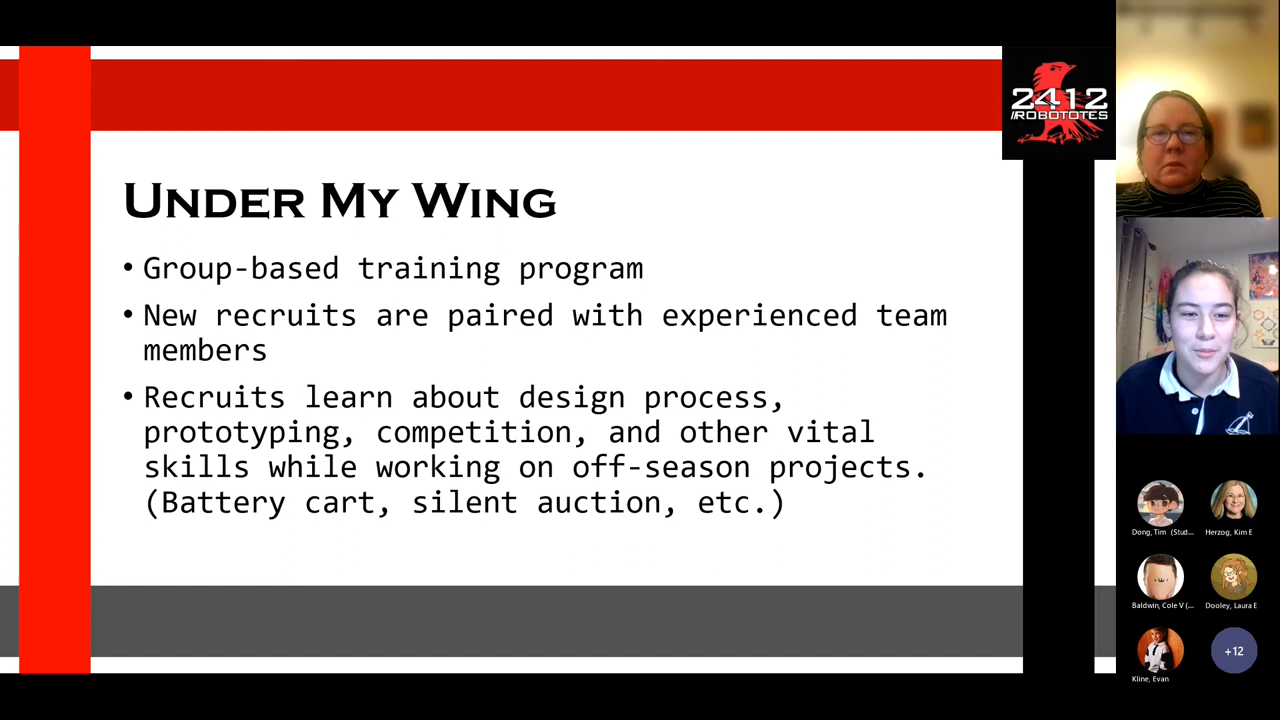 2412
//ROBOTOTES
UNDER MY WING
• Group-based training program
• New recruits are paired with experienced team
members
• Recruits learn about design process,
prototyping, competition, and other vital
skills while working on off-season projects.
(Battery cart, silent auction, etc.)
Dong, Tim (Stud...
Herzog, Kim E
Baldwin, Cole V (...
Dooley, Laura E
Kline, Evan
+12